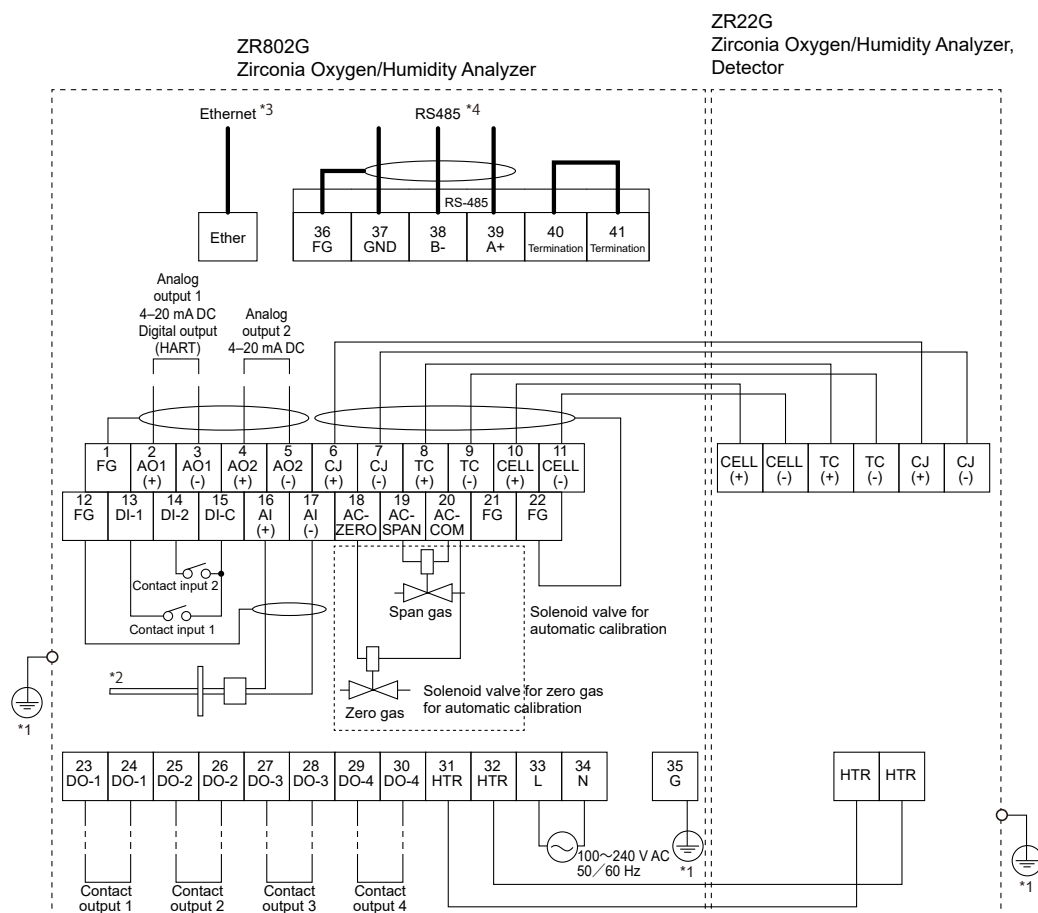 ZR802G
Zirconia Oxygen/Humidity Analyzer
ZR22G
Zirconia Oxygen/Humidity Analyzer,
Detector
Ethernet *3
RS485 *4
RS-485
Ether
36
FG
37
GND
38
B-
39
A+
40
Termination
41
Termination
Analog
output 1
4–20 mA DC
Digital output
(HART)
Analog
output 2
4–20 mA DC
1
FG
2
AO1
(+)
3
AO1
(-)
4
AO2
(+)
5
AO2
(-)
6
CJ
(+)
7
CJ
(-)
8
TC
(+)
9
TC
(-)
10
CELL
(+)
11
CELL
(-)
CELL
(+)
CELL
(-)
TC
(+)
TC
(-)
CJ
(+)
CJ
(-)
12
FG
13
DI-1
14
DI-2
15
DI-C
16
AI
(+)
17
AI
(-)
18
AC-
ZERO
19
AC-
SPAN
20
AC-
COM
21
FG
22
FG
Contact input 2
Contact input 1
Span gas
Solenoid valve for
automatic calibration
*2
*1
Zero gas
Solenoid valve for zero gas
for automatic calibration
23
DO-1
24
DO-1
25
DO-2
26
DO-2
27
DO-3
28
DO-3
29
DO-4
30
DO-4
31
HTR
32
HTR
33
L
34
N
35
G
HTR
HTR
100～240 V AC
50／60 Hz
*1
*1
Contact
output 1
Contact
output 2
Contact
output 3
Contact
output 4